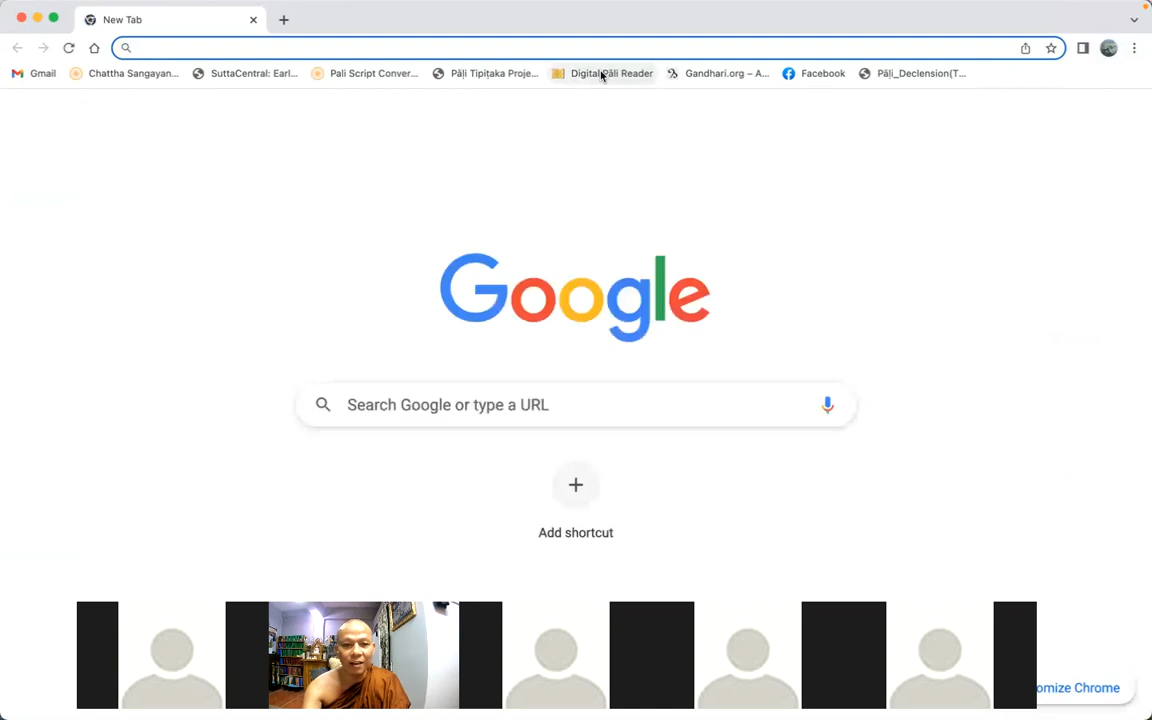 New Tab
Gmail
Chattha Sangayan...
SuttaCentral: Earl...
Pali Script Conver...
Pāḷi Tipiṭaka Proje...
Digital Pāli Reader
Gandhari.org – A...
Facebook
Pāḷi_Declension(T...
Google
Search Google or type a URL
Add shortcut
omize Chrome